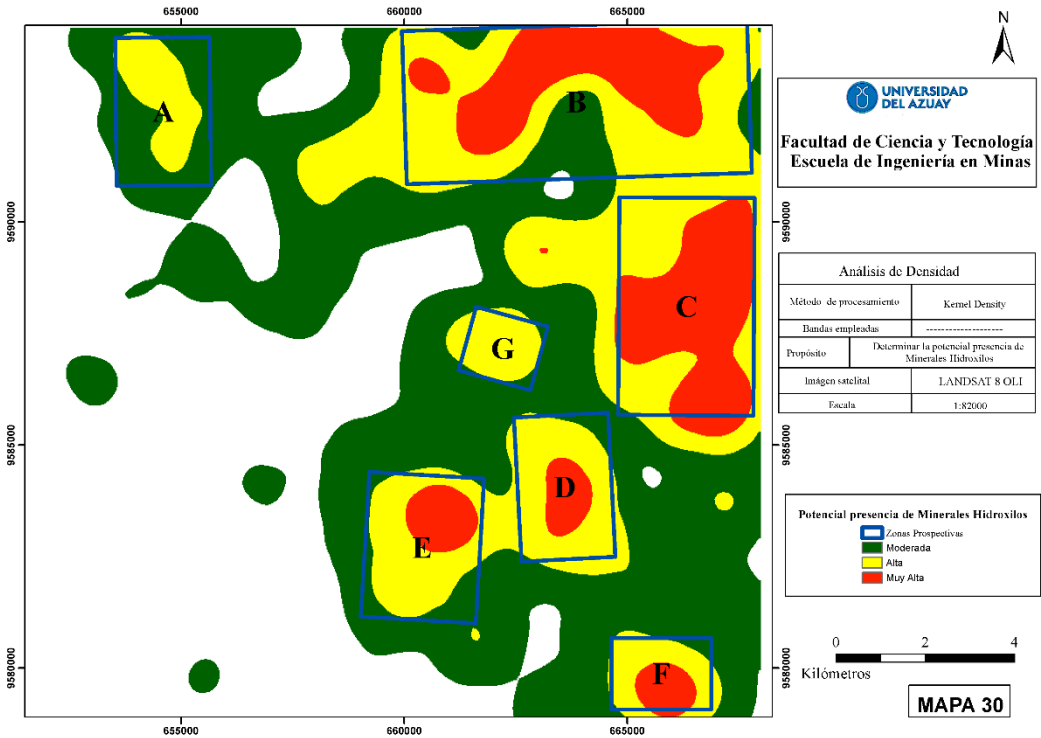 655000 660000 665000
N
A
B
C
G
D
E
F
9590000
9585000
9580000
9590000
9585000
9580000
655000 660000 665000
UNIVERSIDAD
DEL AZUAY
Facultad de Ciencia y Tecnología
Escuela de Ingeniería en Minas
Análisis de Densidad
Método de procesamiento Kernel Density
Bandas empleadas --------------------
Propósito Determinar la potencial presencia de
Minerales Hidroxilos
Imágen satelital LANDSAT 8 OLI
Escala 1:82000
Potencial presencia de Minerales Hidroxilos
Zonas Prospectivas
Moderada
Alta
Muy Alta
0 2 4
Kilómetros
MAPA 30